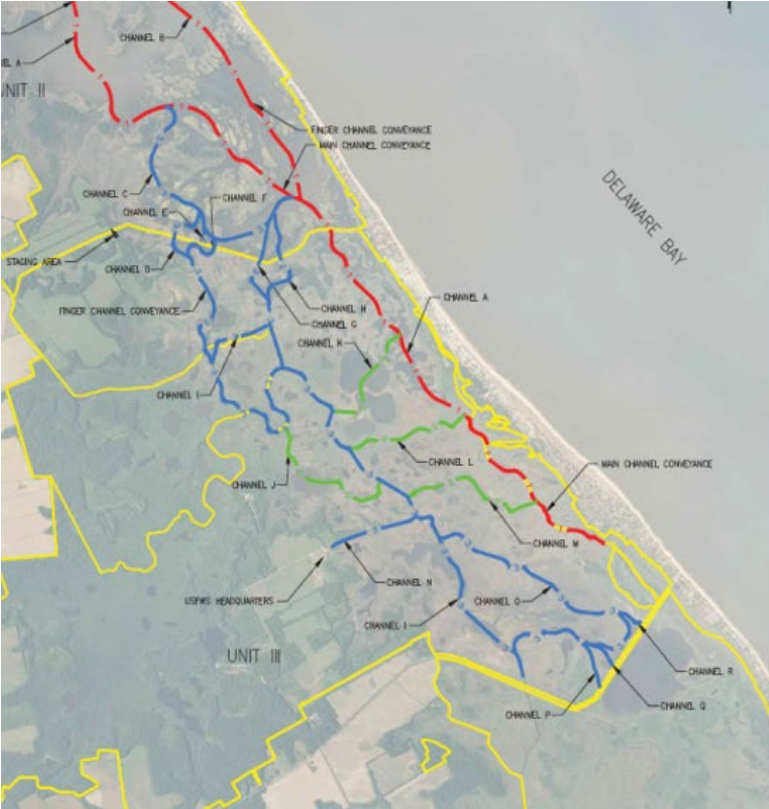 CHANNEL B
EL A
UNIT II
FINGER CHANNEL CONVEYANCE
MAIN CHANNEL CONVEYANCE
DELAWARE BAY
CHANNEL C
CHANNEL F
CHANNEL E
STAGING AREA
CHANNEL D
CHANNEL A
FINGER CHANNEL CONVEYANCE
CHANNEL H
CHANNEL G
CHANNEL K
CHANNEL I
CHANNEL L
MAIN CHANNEL CONVEYANCE
CHANNEL J
CHANNEL M
CHANNEL N
USFWS HEADQUARTERS
CHANNEL O
CHANNEL I
UNIT III
CHANNEL R
CHANNEL Q
CHANNEL P